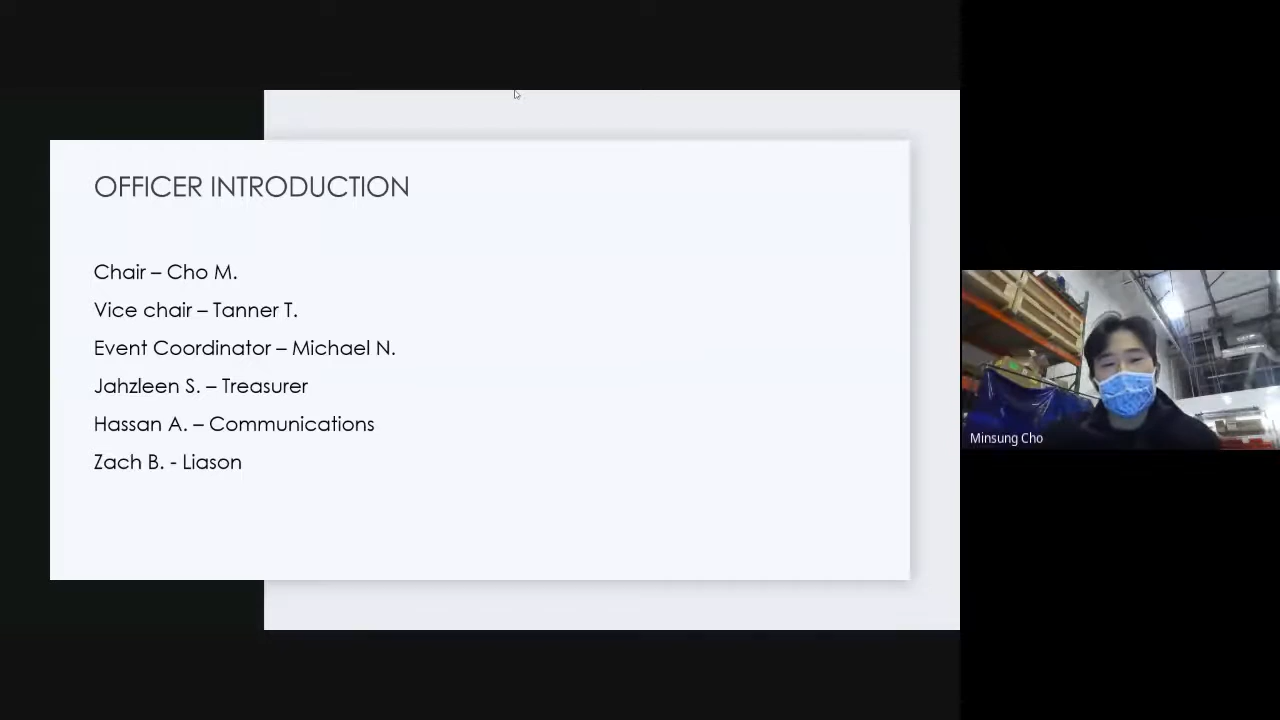 OFFICER INTRODUCTION
Chair – Cho M.
Vice chair – Tanner T.
Event Coordinator – Michael N.
Jahzleen S. – Treasurer
Hassan A. – Communications
Zach B. - Liason
Minsung Cho